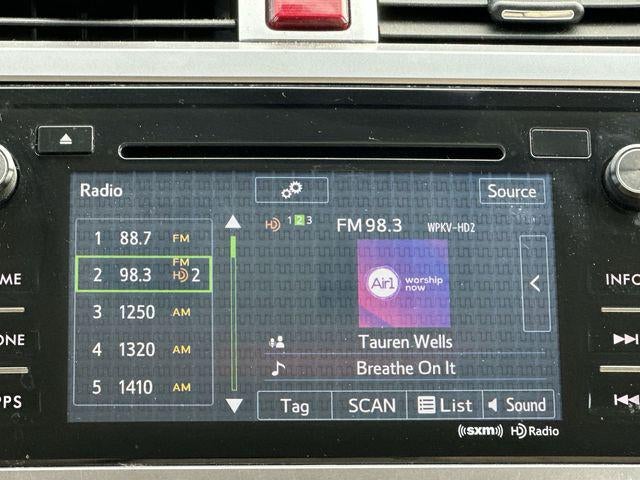 Radio
Source
HD 1 2 3
FM 98.3 WPKV-HD2
1 88.7 FM
2 98.3 FM HD 2
3 1250 AM
4 1320 AM
5 1410 AM
Air1 worship now
Tauren Wells
Breathe On It
Tag SCAN List Sound
((sxm)) HD Radio
ME
ONE
PPS
INFO